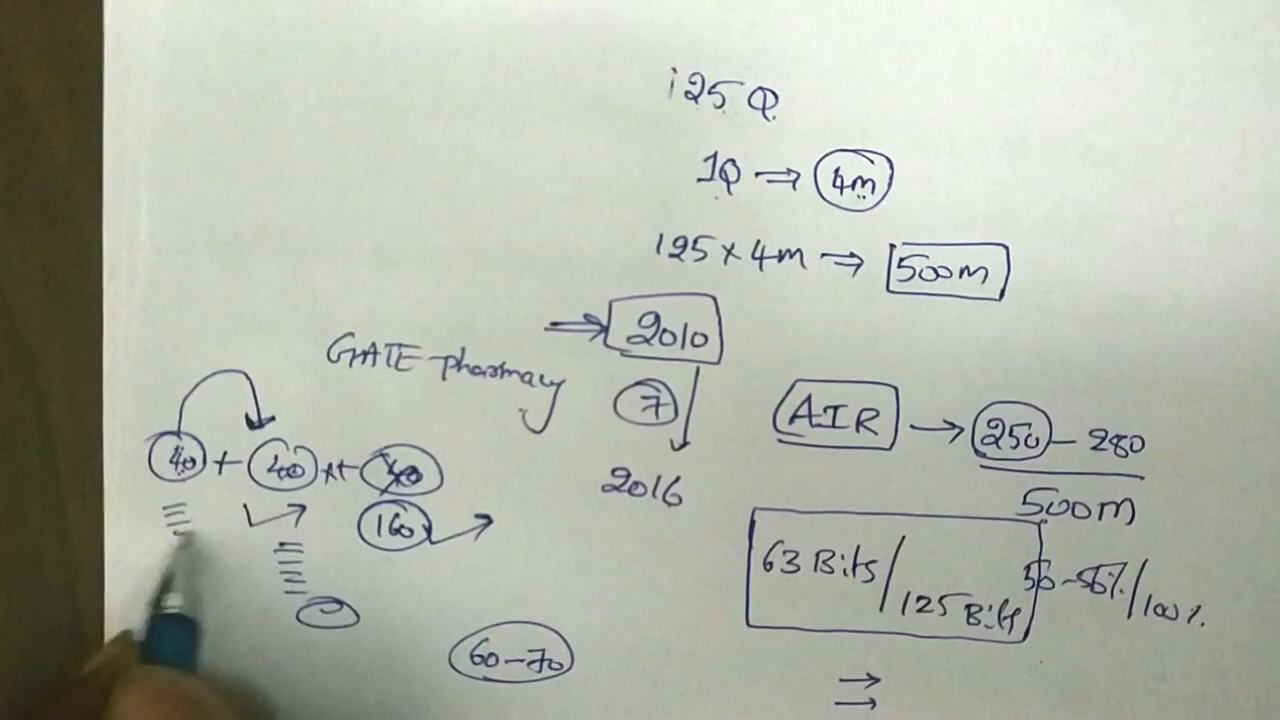 125 Q
1Q ⇒ 4m
125 × 4m ⇒ 500m
⇒ 2010
GATE-pharmacy
7
2016
AIR → 250 - 280
500m
40 + 40 + 40
160
63 Bits/125 Bits
50-55%/100%
60-70